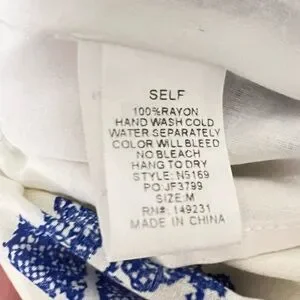 SELF
100%RAYON
HAND WASH COLD
WATER SEPARATELY
COLOR WILL BLEED
NO BLEACH
HANG TO DRY
STYLE: N5169
PO:JF3799
SIZE:M
RN#: 149231
MADE IN CHINA